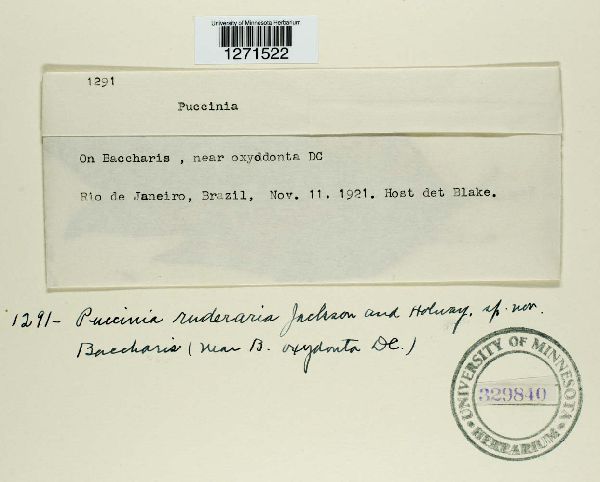 University of Minnesota Herbarium
1271522
1291
Puccinia
On Baccharis , near oxyddonta DC
Rio de Janeiro, Brazil, Nov. 11. 1921. Host det Blake.
1291- Puccinia ruderaria Jackson and Holway, sp. nov.
Baccharis (near B. oxydonta DC.)
UNIVERSITY OF MINNESOTA
329840
HERBARIUM